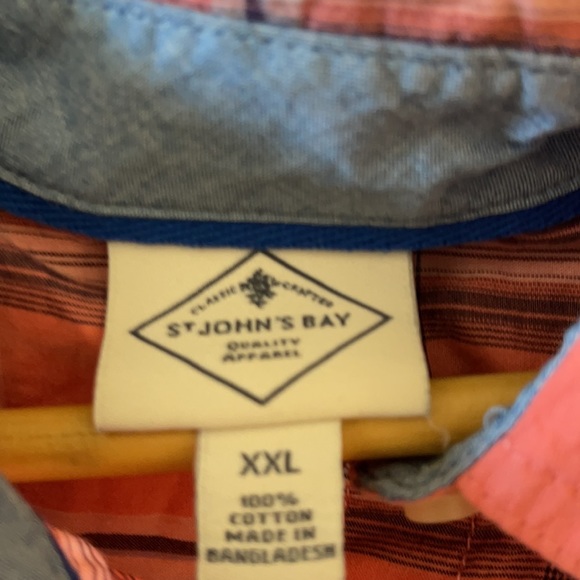 CLASSIC CRAFTED
ST JOHN'S BAY
QUALITY
APPAREL
XXL
100%
COTTON
MADE IN
BANGLADESH